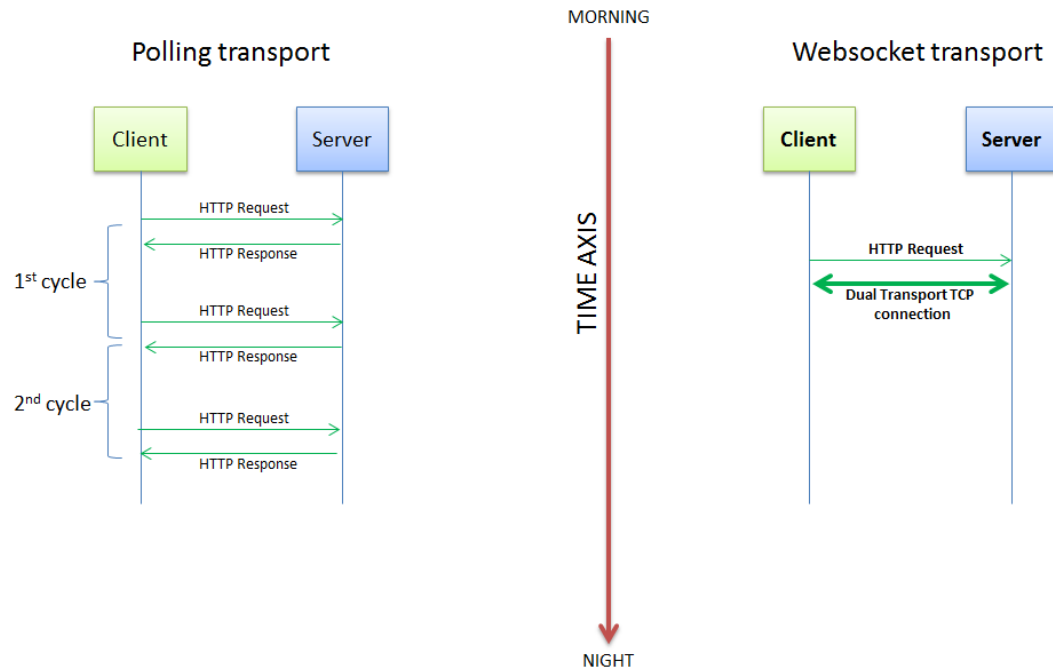 MORNING
Polling transport
Websocket transport
Client
Server
Client
Server
HTTP Request
HTTP Response
1st cycle
HTTP Request
HTTP Response
2nd cycle
HTTP Request
HTTP Response
TIME AXIS
HTTP Request
Dual Transport TCP
connection
NIGHT